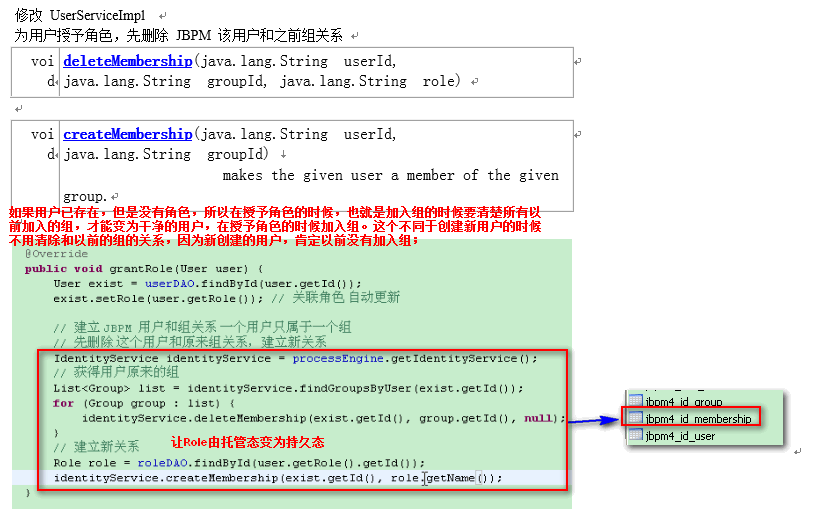 修改 UserServiceImpl
为用户授予角色，先删除 JBPM 该用户和之前组关系
voi deleteMembership(java.lang.String userId,
d java.lang.String groupId, java.lang.String role)
voi createMembership(java.lang.String userId,
d java.lang.String groupId)
makes the given user a member of the given
group.
如果用户已存在，但是没有角色，所以在授予角色的时候，也就是加入组的时候要清楚所有以
前加入的组，才能变为干净的用户，在授予角色的时候加入组。这个不同于创建新用户的时候
不用清除和以前的组的关系，因为新创建的用户，肯定以前没有加入组；
@Override
public void grantRole(User user) {
User exist = userDAO.findById(user.getId());
exist.setRole(user.getRole()); // 关联角色 自动更新
// 建立 JBPM 用户和组关系 一个用户只属于一个组
// 先删除 这个用户和原来组关系，建立新关系
IdentityService identityService = processEngine.getIdentityService();
// 获得用户原来的组
List<Group> list = identityService.findGroupsByUser(exist.getId());
for (Group group : list) {
identityService.deleteMembership(exist.getId(), group.getId(), null);
}
// 建立新关系
让Role由托管态变为持久态
Role role = roleDAO.findById(user.getRole().getId());
identityService.createMembership(exist.getId(), role.getName());
}
jbpm4_id_group
jbpm4_id_membership
jbpm4_id_user